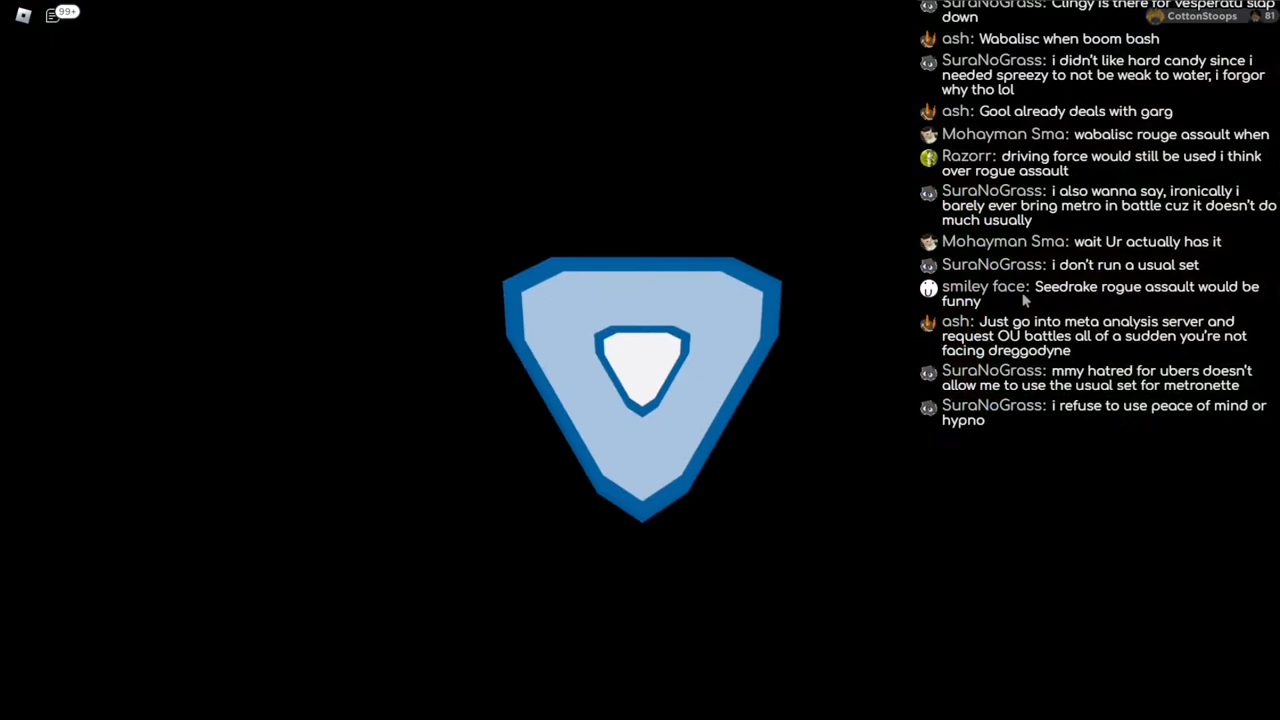 99+
SuraNoGrass: Clingy is there for vesperatu slap
down
CottonStoops 81
ash: Wabalisc when boom bash
SuraNoGrass: i didn't like hard candy since i
needed spreezy to not be weak to water, i forgor
why tho lol
ash: Gool already deals with garg
Mohayman Sma: wabalisc rouge assault when
Razorr: driving force would still be used i think
over rogue assault
SuraNoGrass: i also wanna say, ironically i
barely ever bring metro in battle cuz it doesn't do
much usually
Mohayman Sma: wait Ur actually has it
SuraNoGrass: i don't run a usual set
smiley face: Seedrake rogue assault would be
funny
ash: Just go into meta analysis server and
request OU battles all of a sudden you're not
facing dreggodyne
SuraNoGrass: mmy hatred for ubers doesn't
allow me to use the usual set for metronette
SuraNoGrass: i refuse to use peace of mind or
hypno